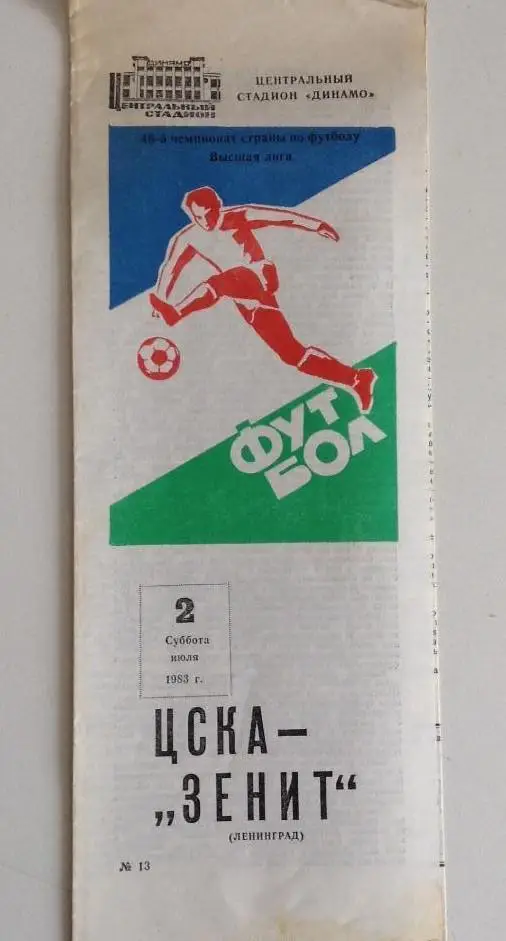 ДИНАМО
ЦЕНТРАЛЬНЫЙ
СТАДИОН
ЦЕНТРАЛЬНЫЙ
СТАДИОН «ДИНАМО»
46-й чемпионат страны по футболу
Высшая лига
ФУТ
БОЛ
2
Суббота
июля
1983 г.
ЦСКА —
„ЗЕНИТ“
(ЛЕНИНГРАД)
№ 13